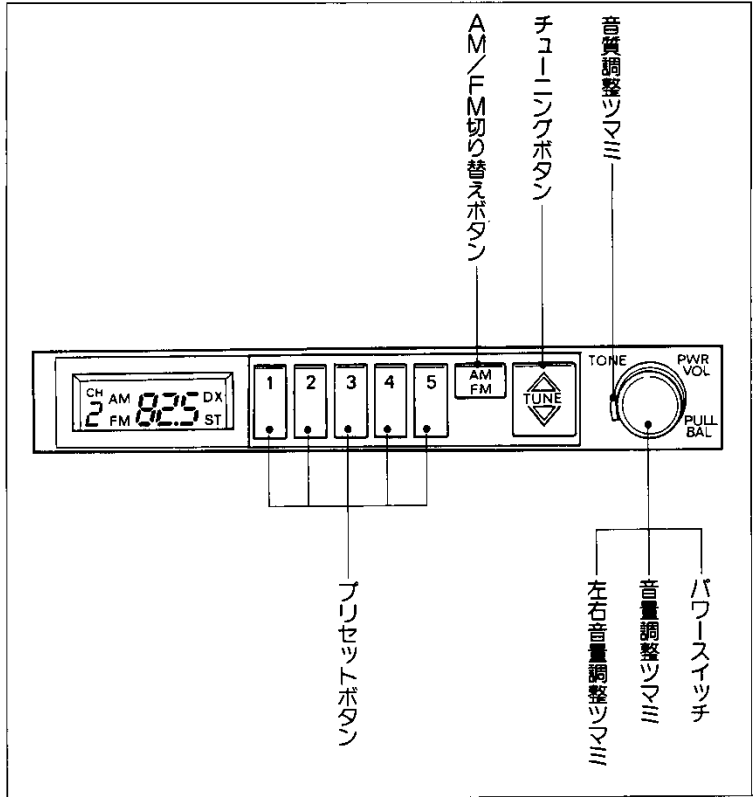 音質調整ツマミ
チューニングボタン
AM/FM切り替えボタン
CH
2
AM
FM
82.5
DX
ST
1
2
3
4
5
AM
FM
TUNE
TONE
PWR
VOL
PULL
BAL
パワースイッチ
音量調整ツマミ
左右音量調整ツマミ
プリセットボタン